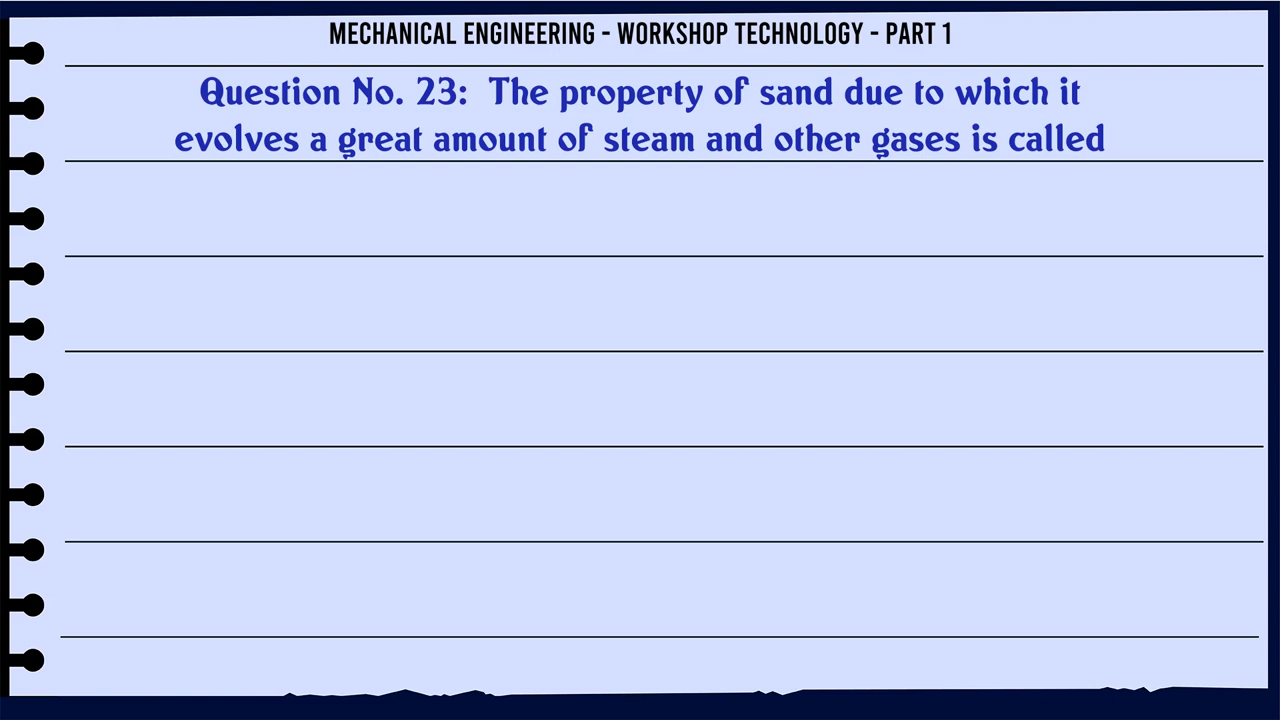 MECHANICAL ENGINEERING - WORKSHOP TECHNOLOGY - PART 1
Question No. 23: The property of sand due to which it
evolves a great amount of steam and other gases is called